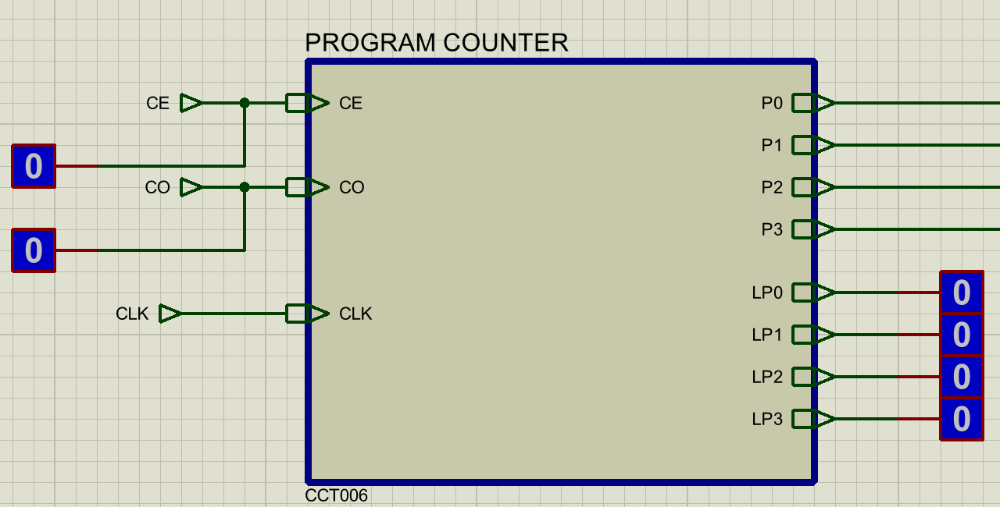 PROGRAM COUNTER
CE CE P0
P1
0
CO CO P2
P3
0
LP0 0
CLK CLK
LP1 0
LP2 0
LP3 0
CCT006